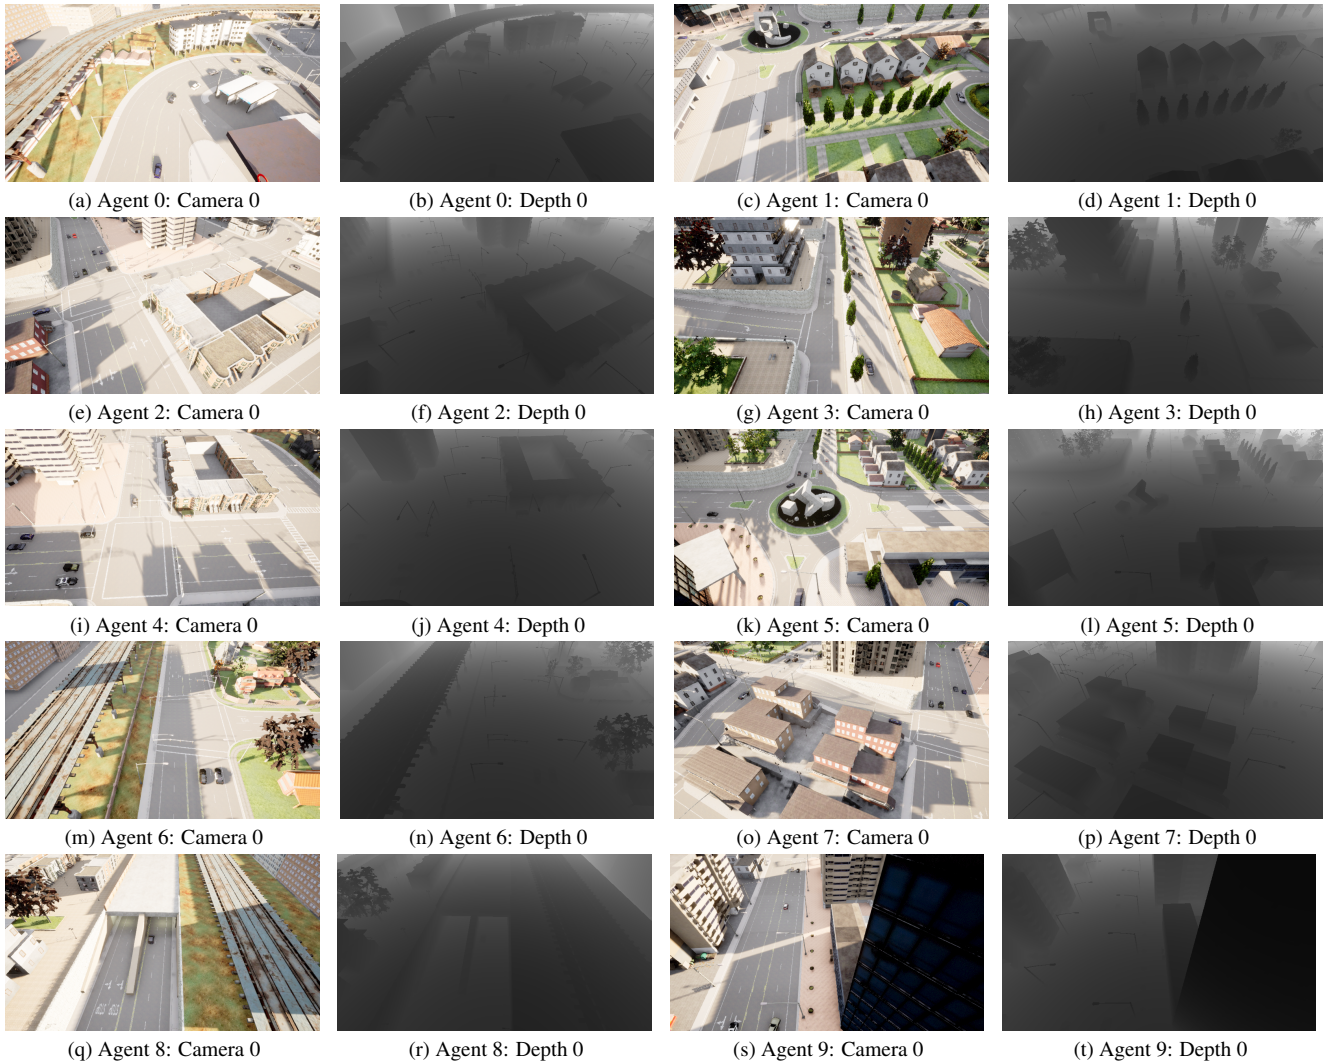 (a) Agent 0: Camera 0
(b) Agent 0: Depth 0
(c) Agent 1: Camera 0
(d) Agent 1: Depth 0
(e) Agent 2: Camera 0
(f) Agent 2: Depth 0
(g) Agent 3: Camera 0
(h) Agent 3: Depth 0
(i) Agent 4: Camera 0
(j) Agent 4: Depth 0
(k) Agent 5: Camera 0
(l) Agent 5: Depth 0
(m) Agent 6: Camera 0
(n) Agent 6: Depth 0
(o) Agent 7: Camera 0
(p) Agent 7: Depth 0
(q) Agent 8: Camera 0
(r) Agent 8: Depth 0
(s) Agent 9: Camera 0
(t) Agent 9: Depth 0